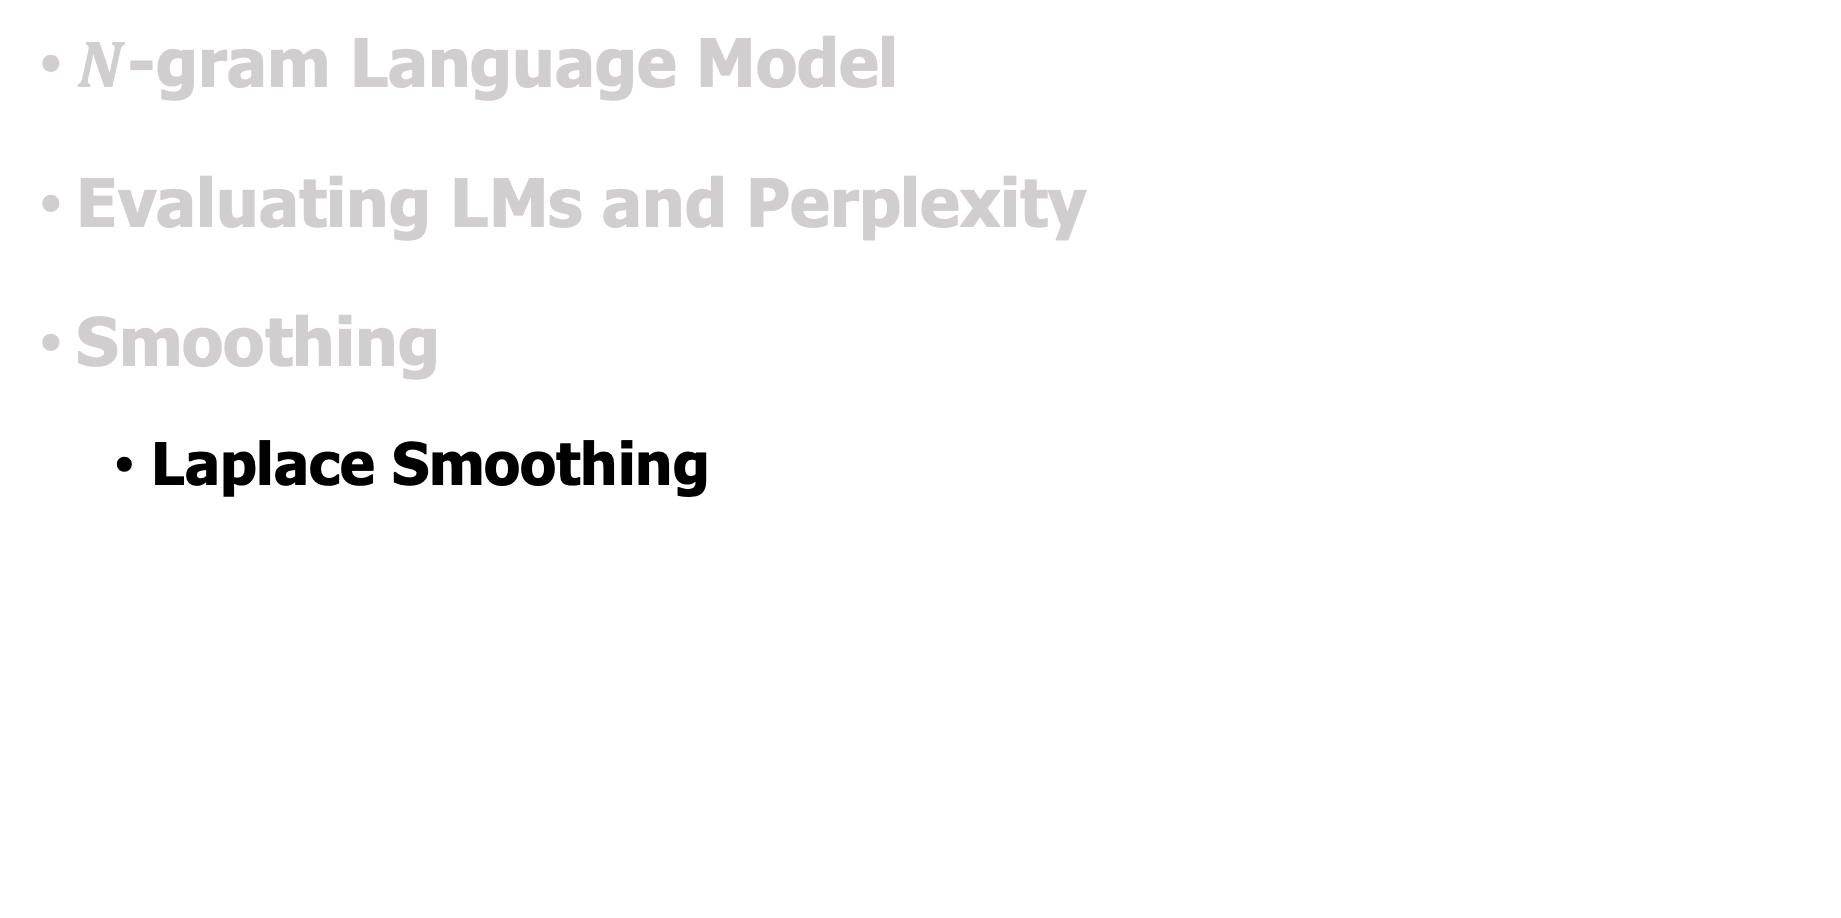 • N-gram Language Model
• Evaluating LMs and Perplexity
• Smoothing
• Laplace Smoothing